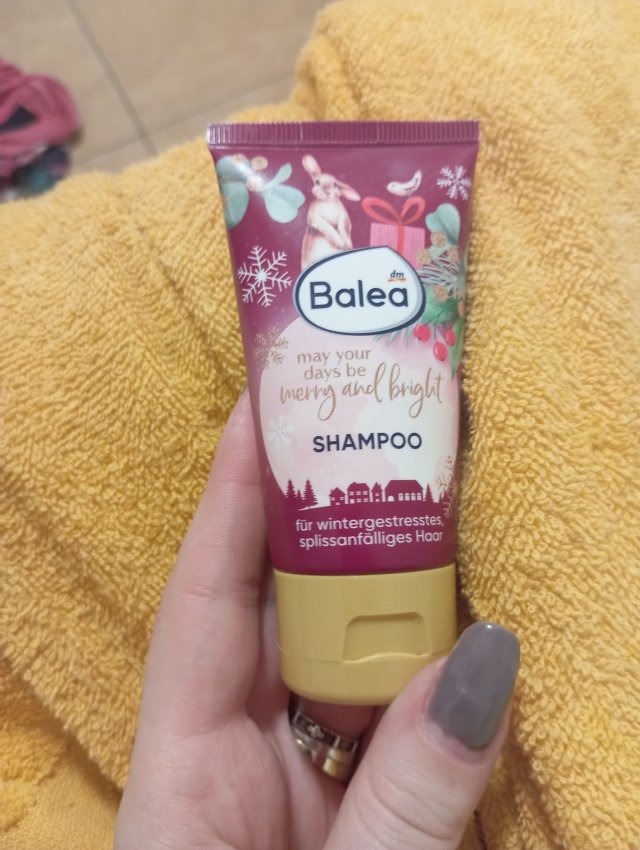 dm
Balea
may your
days be
merry and bright
SHAMPOO
für wintergestresstes,
splissanfälliges Haar